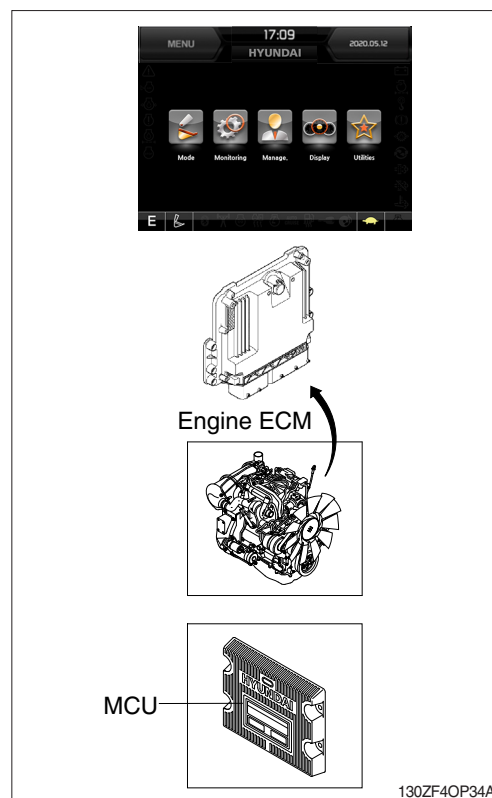 MENU
17:09
2020.05.12
HYUNDAI
Mode
Monitoring
Manage.
Display
Utilities
E
Engine ECM
HYUNDAI
MCU
130ZF4OP34A